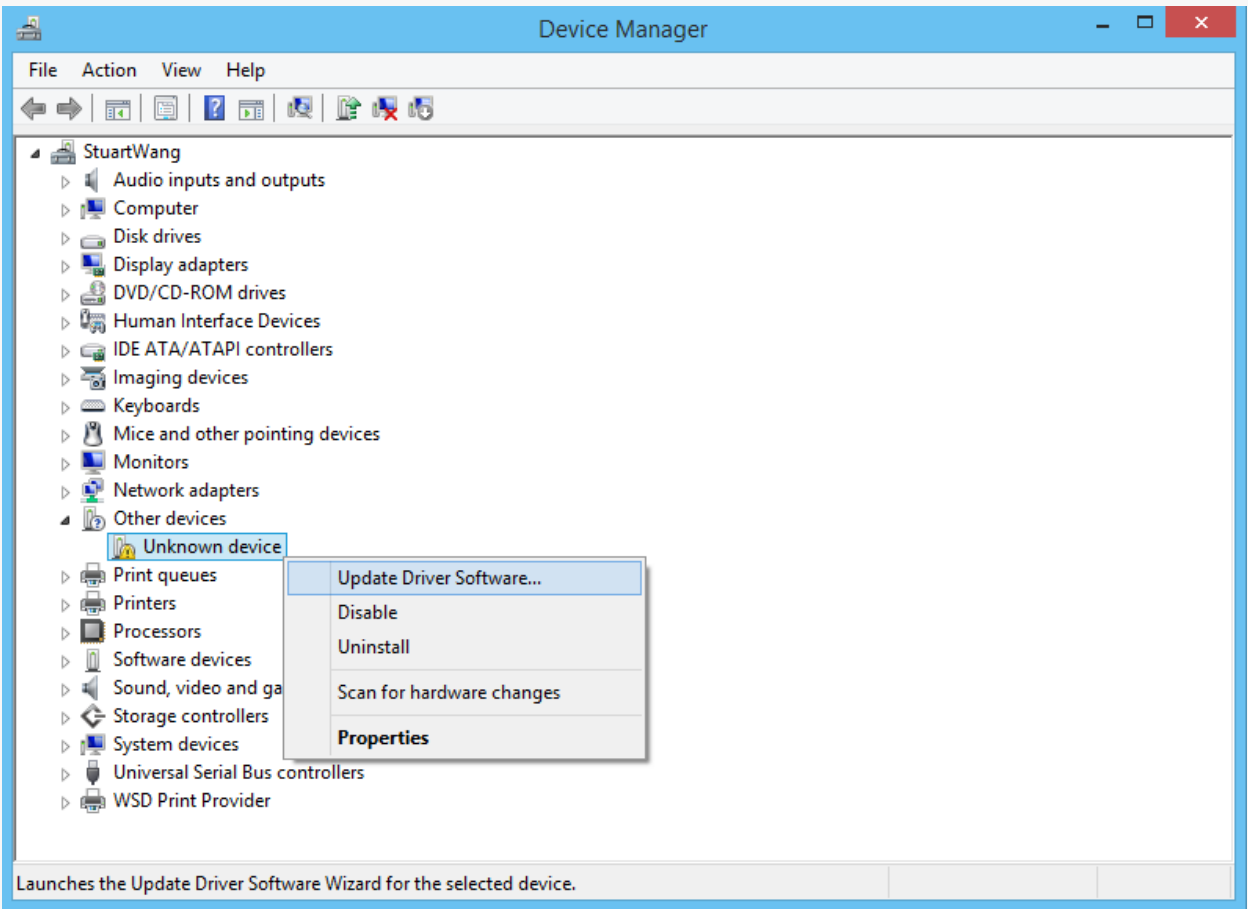 Device Manager
File Action View Help
StuartWang
Audio inputs and outputs
Computer
Disk drives
Display adapters
DVD/CD-ROM drives
Human Interface Devices
IDE ATA/ATAPI controllers
Imaging devices
Keyboards
Mice and other pointing devices
Monitors
Network adapters
Other devices
Unknown device
Print queues
Update Driver Software...
Printers
Disable
Processors
Uninstall
Software devices
Sound, video and ga
Scan for hardware changes
Storage controllers
Properties
System devices
Universal Serial Bus controllers
WSD Print Provider
Launches the Update Driver Software Wizard for the selected device.